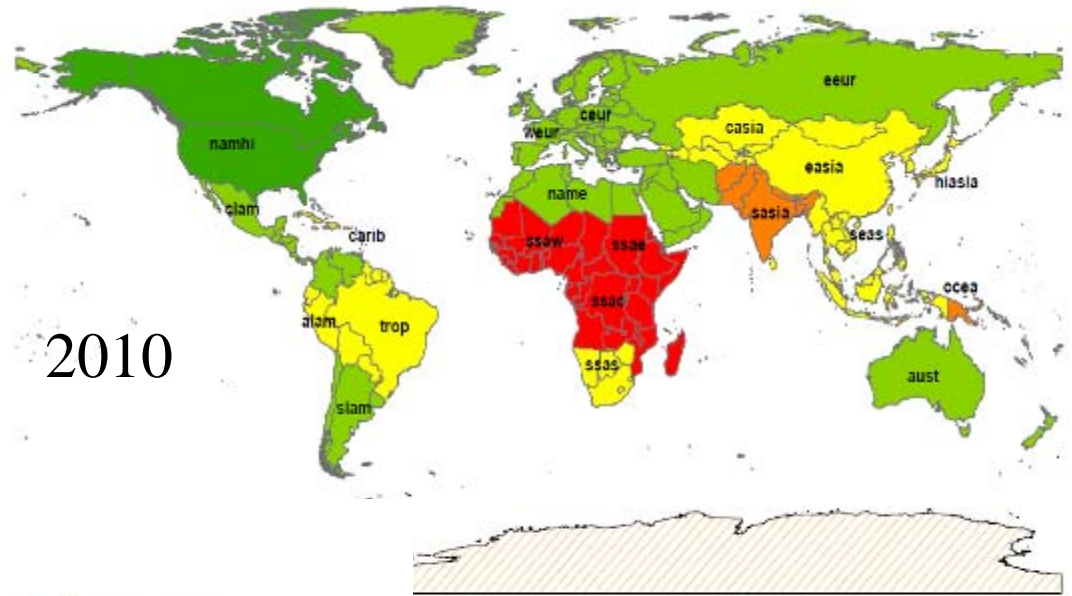 eeur
ceur
weur
casia
namhi
easia
hiasia
name
clam
sasia
carib
seas
ssaw
ssae
ocea
ssac
alam
trop
2010
ssas
aust
slam